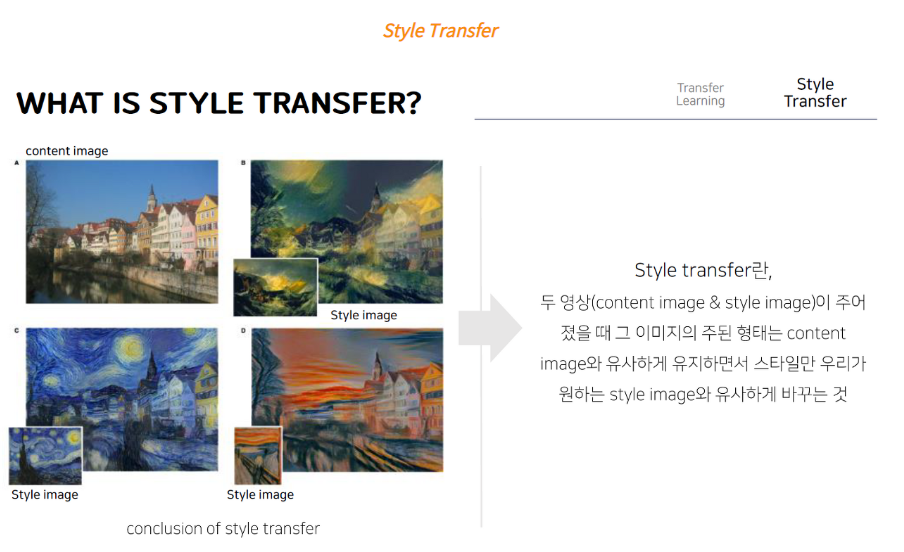 Style Transfer
WHAT IS STYLE TRANSFER?
Transfer
Learning
Style
Transfer
content image
A
B
Style image
C
D
Style image
Style image
conclusion of style transfer
Style transfer란,
두 영상(content image & style image)이 주어
졌을 때 그 이미지의 주된 형태는 content
image와 유사하게 유지하면서 스타일만 우리가
원하는 style image와 유사하게 바꾸는 것